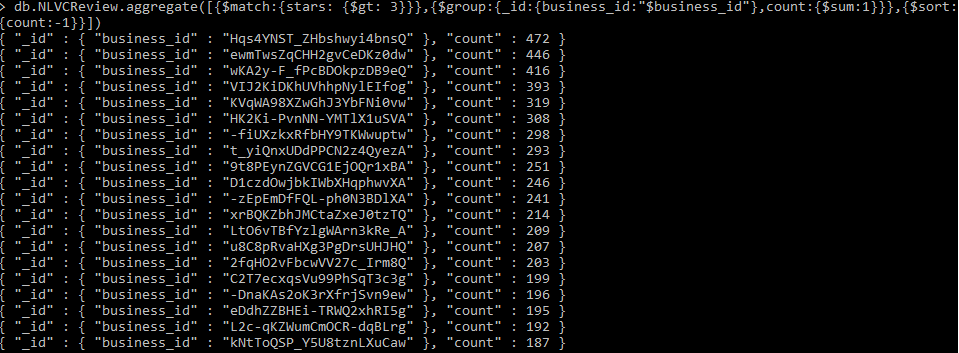 > db.NLVCReview.aggregate([{$match:{stars: {$gt: 3}}},{$group:{_id:{business_id:"$business_id"},count:{$sum:1}}},{$sort:
{count:-1}}])
{ "_id" : { "business_id" : "Hqs4YNST_ZHbshwyi4bnsQ" }, "count" : 472 }
{ "_id" : { "business_id" : "ewmTwsZqCHH2gvCeDKz0dw" }, "count" : 446 }
{ "_id" : { "business_id" : "wKA2y-F_fPcBDOkpzDB9eQ" }, "count" : 416 }
{ "_id" : { "business_id" : "VIJ2KiDKhUVhhpNylEIfog" }, "count" : 393 }
{ "_id" : { "business_id" : "KVqWA98XZwGhJ3YbFNi0vw" }, "count" : 319 }
{ "_id" : { "business_id" : "HK2Ki-PvnNN-YMTlX1uSVA" }, "count" : 308 }
{ "_id" : { "business_id" : "-fiUXzkxRfbHY9TKWwuptw" }, "count" : 298 }
{ "_id" : { "business_id" : "t_yiQnxUDdPPCN2z4QyezA" }, "count" : 293 }
{ "_id" : { "business_id" : "9t8PEynZGVCG1EjOQr1xBA" }, "count" : 251 }
{ "_id" : { "business_id" : "D1czdOwjbkIWbXHqphwvXA" }, "count" : 246 }
{ "_id" : { "business_id" : "-zEpEmDfFQL-ph0N3BDlXA" }, "count" : 241 }
{ "_id" : { "business_id" : "xrBQKZbhJMCtaZxeJ0tzTQ" }, "count" : 214 }
{ "_id" : { "business_id" : "LtO6vTBfYzlgWArn3kRe_A" }, "count" : 209 }
{ "_id" : { "business_id" : "u8C8pRvaHXg3PgDrsUHJHQ" }, "count" : 207 }
{ "_id" : { "business_id" : "2fqHO2vFbcwVV27c_Irm8Q" }, "count" : 203 }
{ "_id" : { "business_id" : "C2T7ecxqsVu99PhSqT3c3g" }, "count" : 199 }
{ "_id" : { "business_id" : "-DnaKAs2oK3rXfrjSvn9ew" }, "count" : 196 }
{ "_id" : { "business_id" : "eDdhZZBHEi-TRWQ2xhRI5g" }, "count" : 195 }
{ "_id" : { "business_id" : "L2c-qKZWumCmOCR-dqBLrg" }, "count" : 192 }
{ "_id" : { "business_id" : "kNtToQSP_Y5U8tznLXuCaw" }, "count" : 187 }